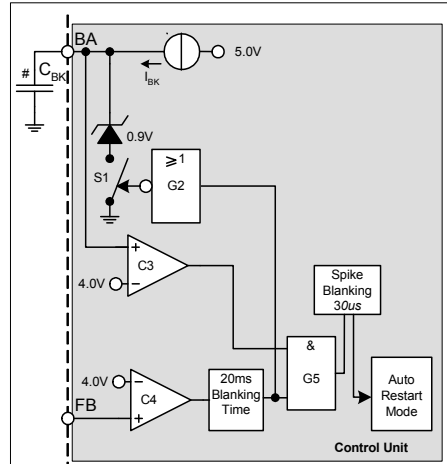 BA
5.0V
#
C_BK
I_BK
0.9V
S1
≥1
G2
C3
4.0V
Spike
Blanking
30us
&
G5
4.0V
20ms
Blanking
Time
C4
FB
Auto
Restart
Mode
Control Unit